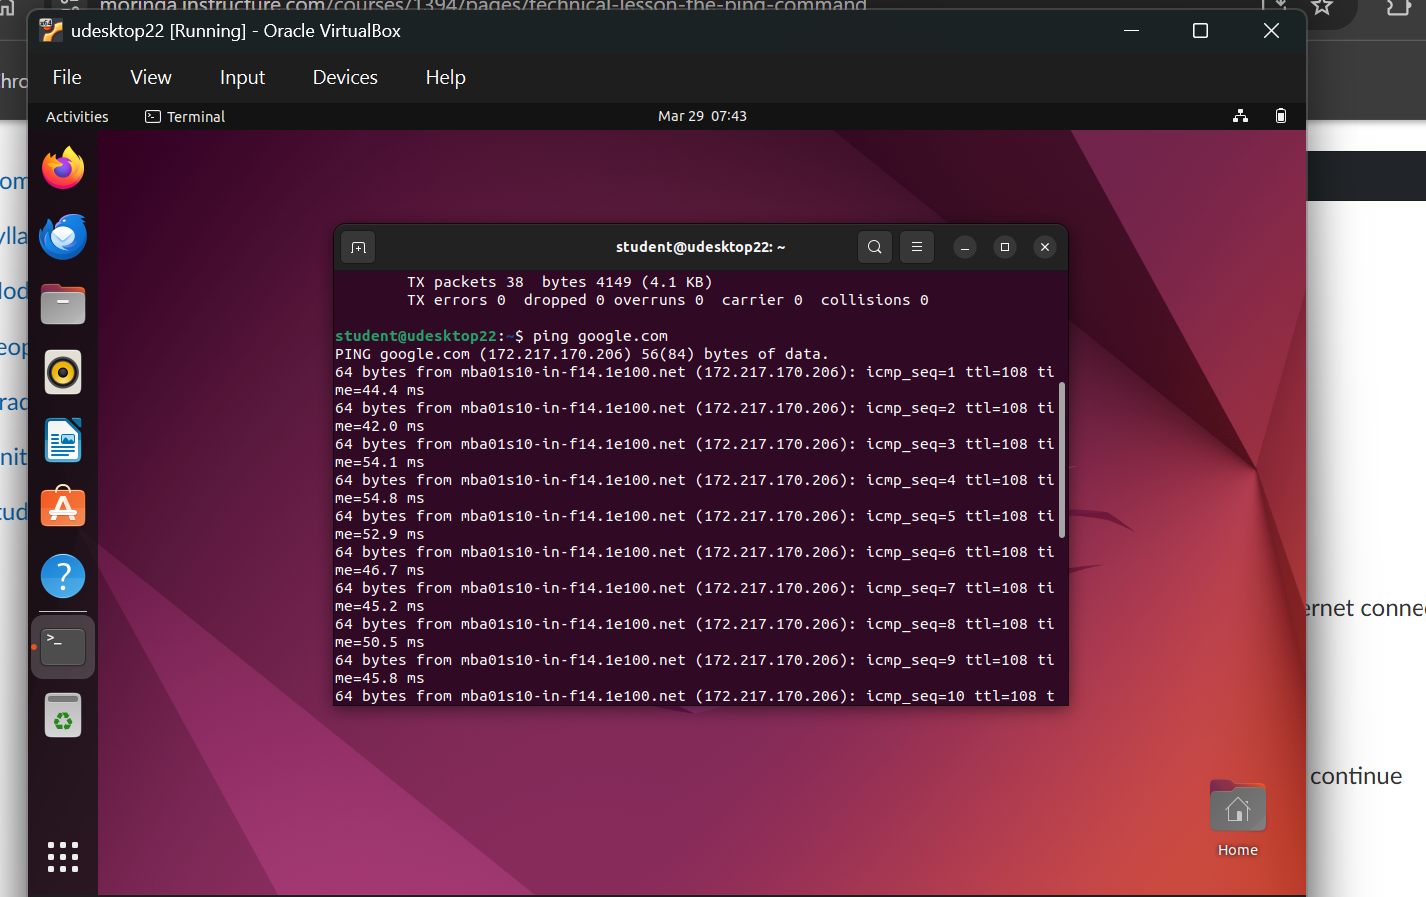 moringa.instructure.com/courses/1394/pages/technical-lesson-the-ping-command
udesktop22 [Running] - Oracle VirtualBox
File View Input Devices Help
Activities Terminal Mar 29 07:43
student@udesktop22: ~
TX packets 38 bytes 4149 (4.1 KB)
TX errors 0 dropped 0 overruns 0 carrier 0 collisions 0
student@udesktop22:~$ ping google.com
PING google.com (172.217.170.206) 56(84) bytes of data.
64 bytes from mba01s10-in-f14.1e100.net (172.217.170.206): icmp_seq=1 ttl=108 ti
me=44.4 ms
64 bytes from mba01s10-in-f14.1e100.net (172.217.170.206): icmp_seq=2 ttl=108 ti
me=42.0 ms
64 bytes from mba01s10-in-f14.1e100.net (172.217.170.206): icmp_seq=3 ttl=108 ti
me=54.1 ms
64 bytes from mba01s10-in-f14.1e100.net (172.217.170.206): icmp_seq=4 ttl=108 ti
me=54.8 ms
64 bytes from mba01s10-in-f14.1e100.net (172.217.170.206): icmp_seq=5 ttl=108 ti
me=52.9 ms
64 bytes from mba01s10-in-f14.1e100.net (172.217.170.206): icmp_seq=6 ttl=108 ti
me=46.7 ms
64 bytes from mba01s10-in-f14.1e100.net (172.217.170.206): icmp_seq=7 ttl=108 ti
me=45.2 ms
64 bytes from mba01s10-in-f14.1e100.net (172.217.170.206): icmp_seq=8 ttl=108 ti
me=50.5 ms
64 bytes from mba01s10-in-f14.1e100.net (172.217.170.206): icmp_seq=9 ttl=108 ti
me=45.8 ms
64 bytes from mba01s10-in-f14.1e100.net (172.217.170.206): icmp_seq=10 ttl=108 t
ernet conne
continue
Home